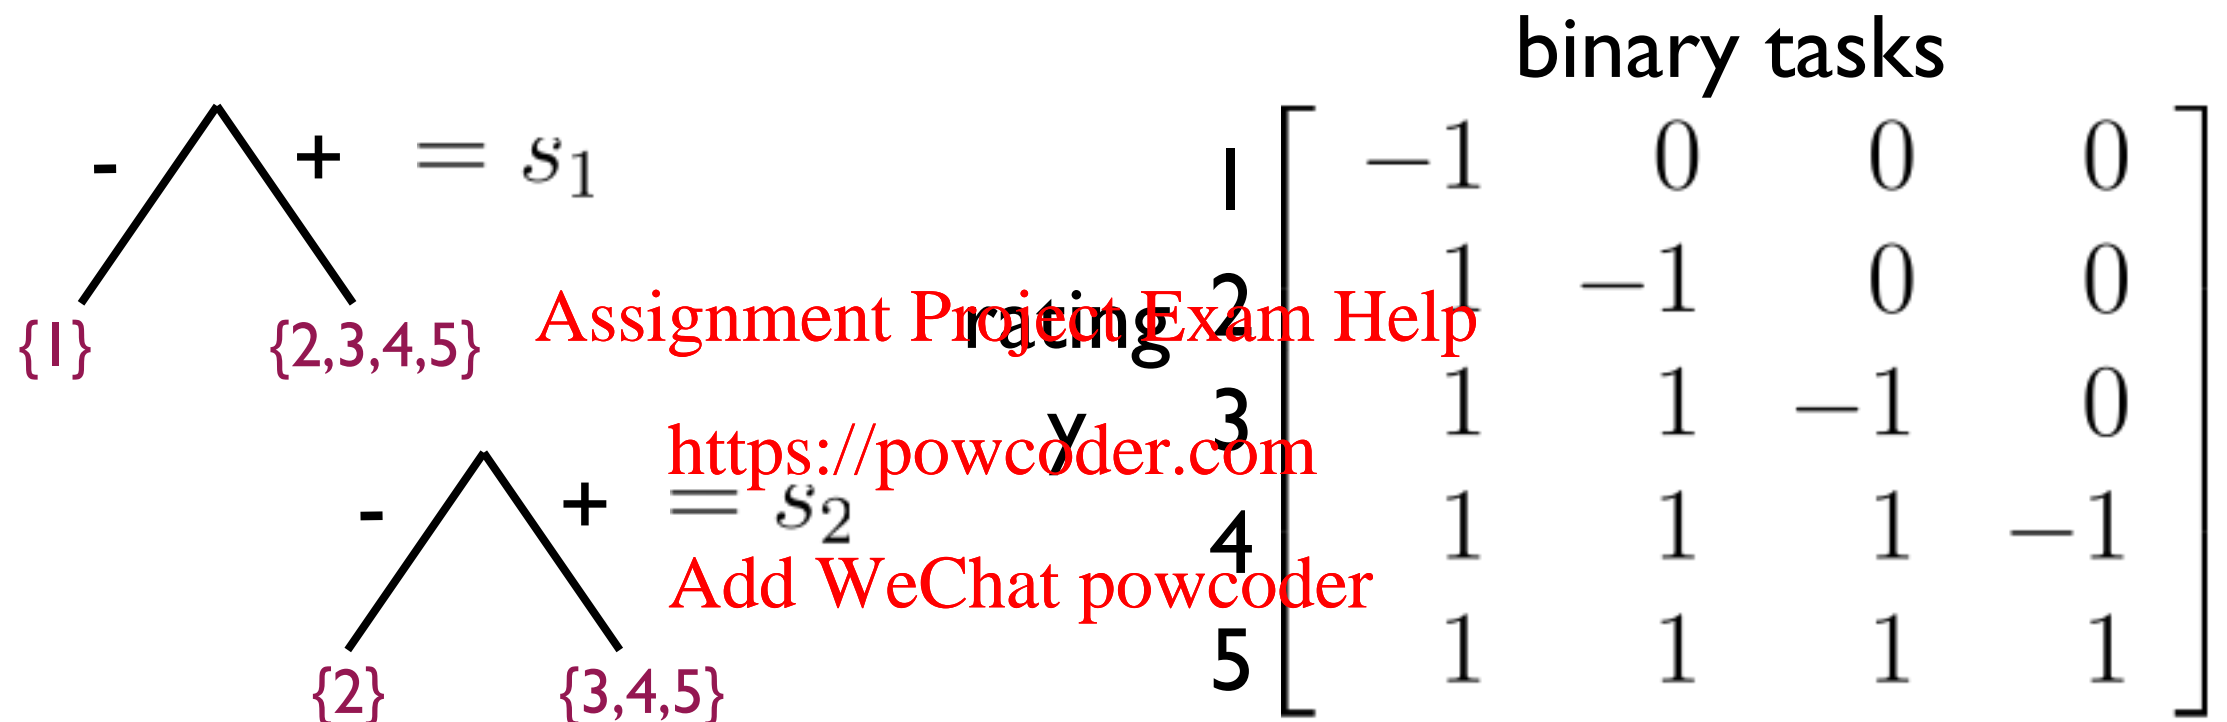 binary tasks
- + = s₁
{1} {2,3,4,5}
- + = s₂
{2} {3,4,5}
rating
y
1 −1 0 0 0
2 1 −1 0 0
3 1 1 −1 0
4 1 1 1 −1
5 1 1 1 1
Assignment Project Exam Help
https://powcoder.com
Add WeChat powcoder